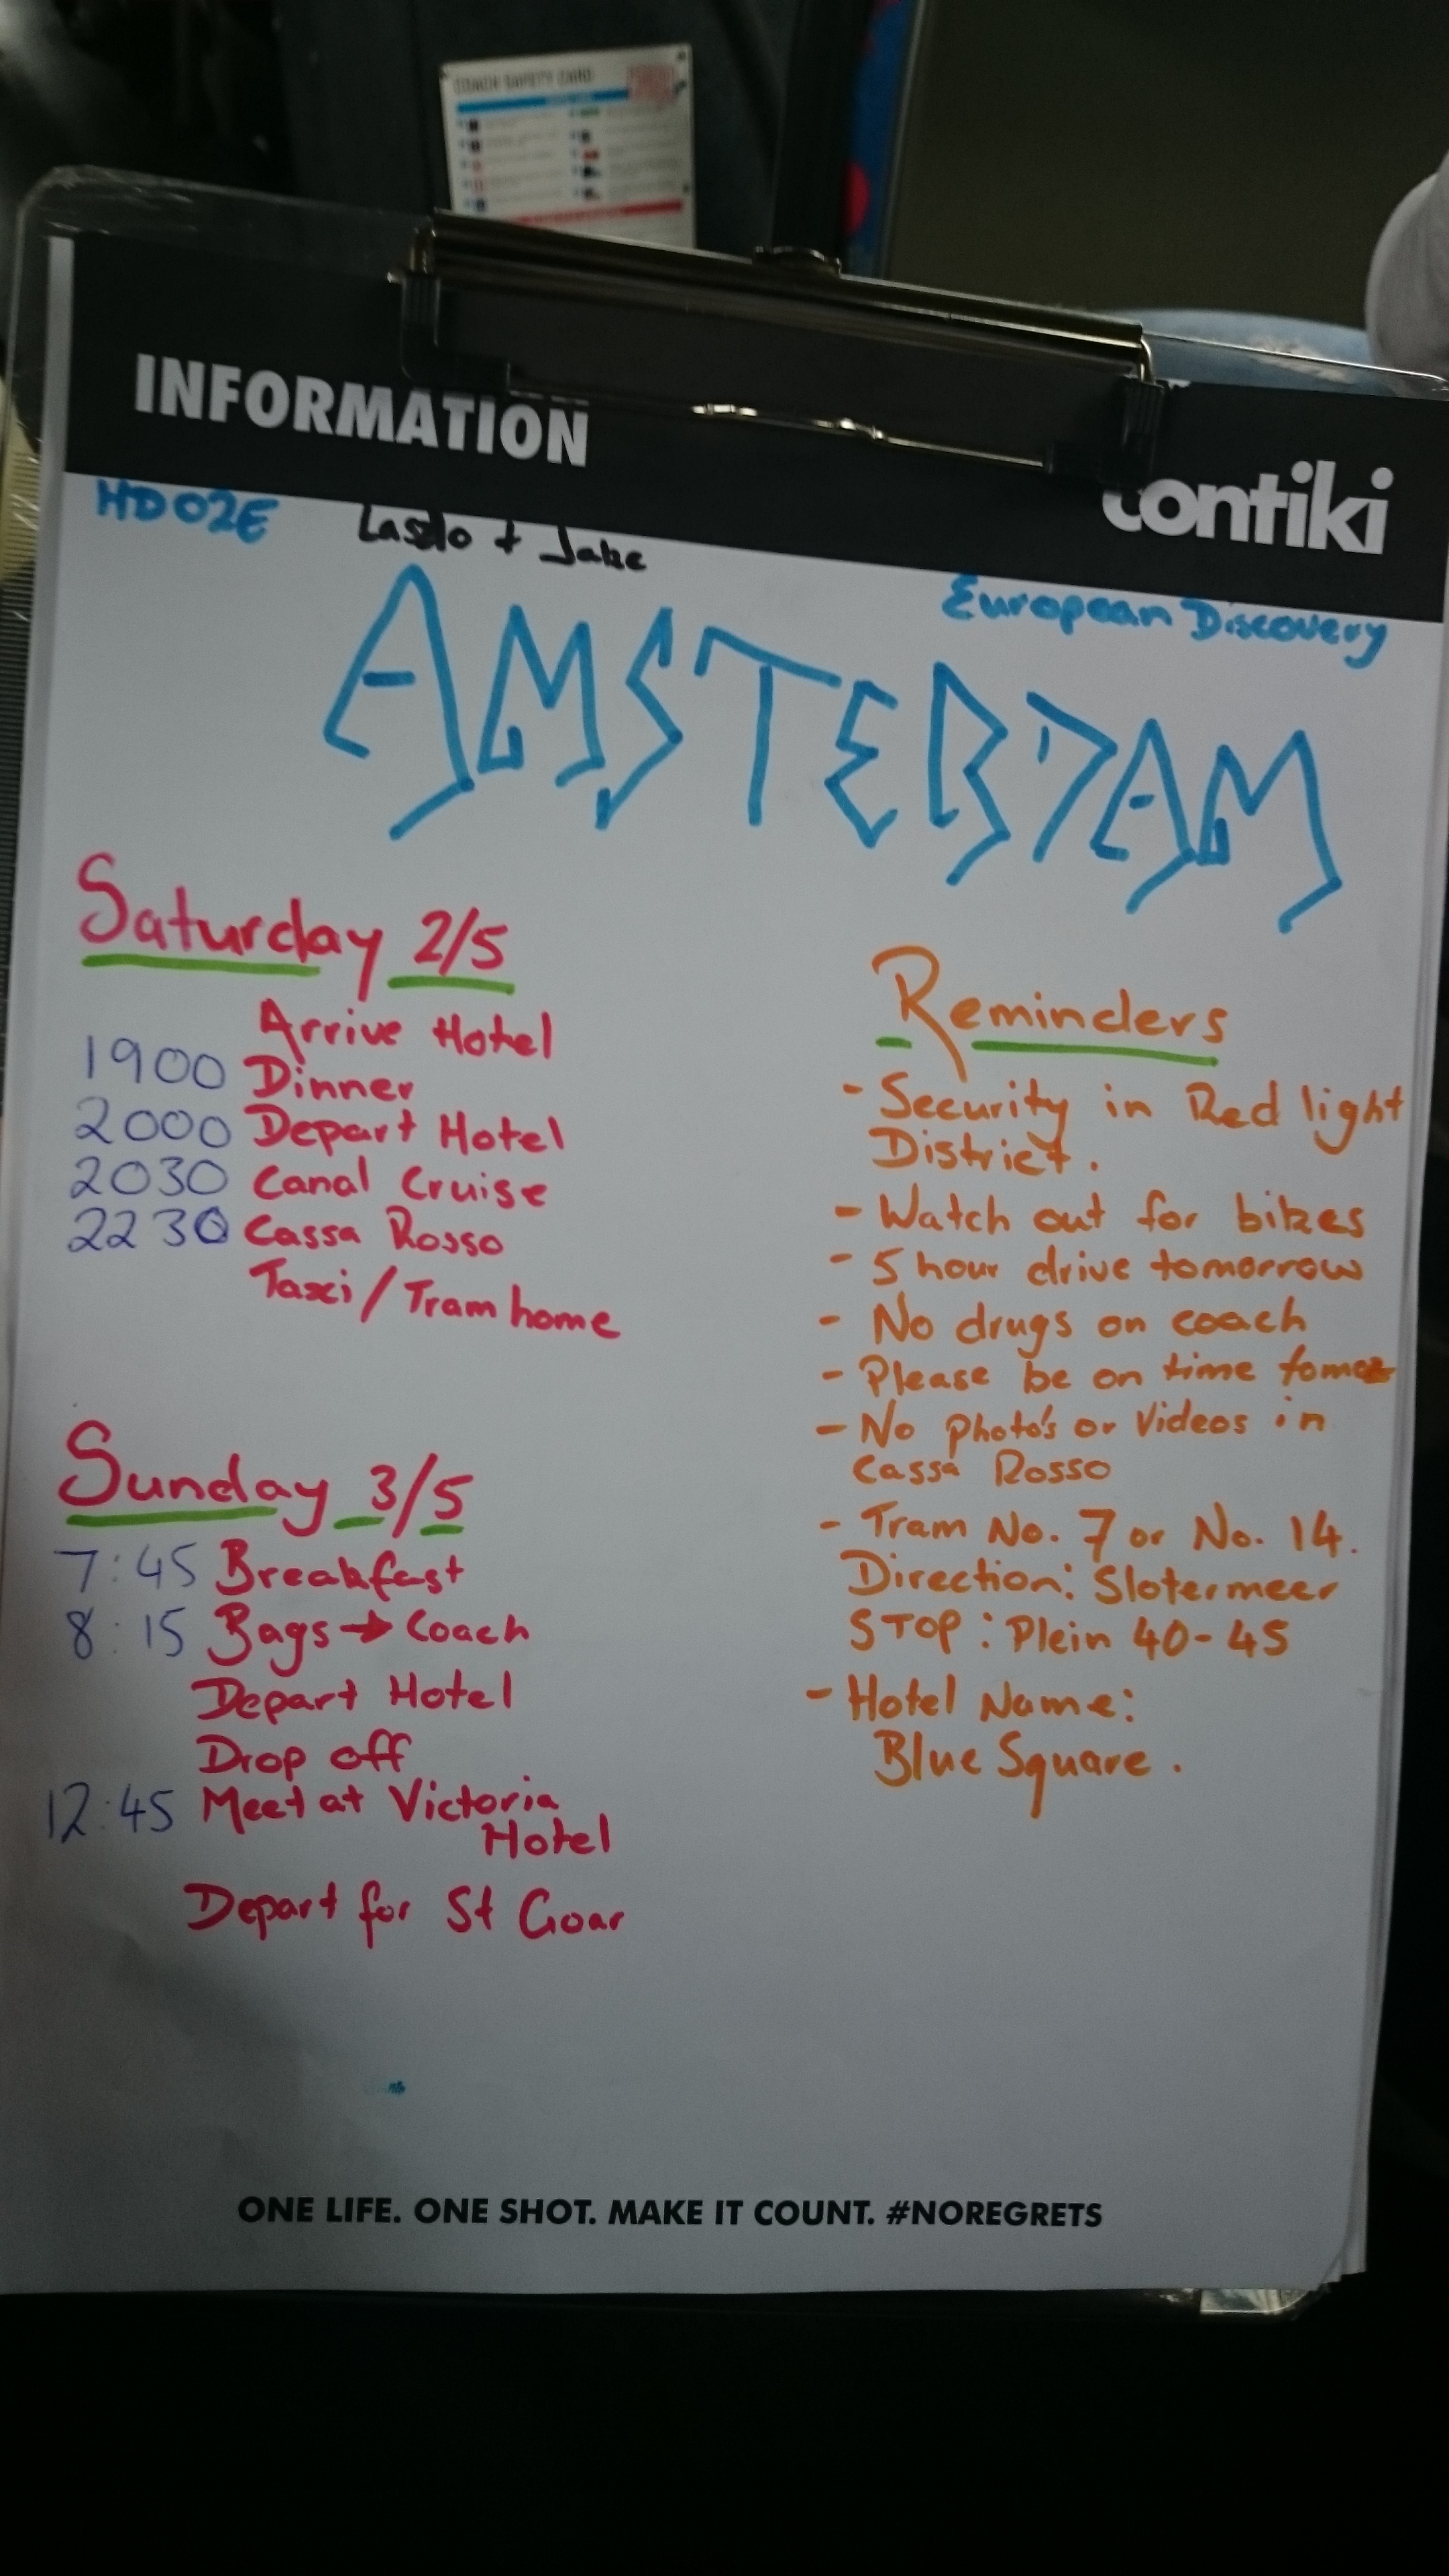 INFORMATION
contiki
HD02E
Laslo + Jake
European Discovery
AMSTERDAM
Saturday 2/5
Arrive Hotel
1900 Dinner
2000 Depart Hotel
2030 Canal Cruise
2230 Cassa Rosso
Taxi/Tram home
Sunday 3/5
7:45 Breakfast
8:15 Bags → Coach
Depart Hotel
Drop off
12:45 Meet at Victoria
Hotel
Depart for St Goar
Reminders
- Security in Red light
District.
- Watch out for bikes
- 5 hour drive tomorrow
- No drugs on coach
- Please be on time
- No photo's or videos in
Cassa Rosso
- Tram No. 7 or No. 14.
Direction: Slotermeer
STOP: Plein 40-45
- Hotel Name:
Blue Square.
ONE LIFE. ONE SHOT. MAKE IT COUNT. #NOREGRETS